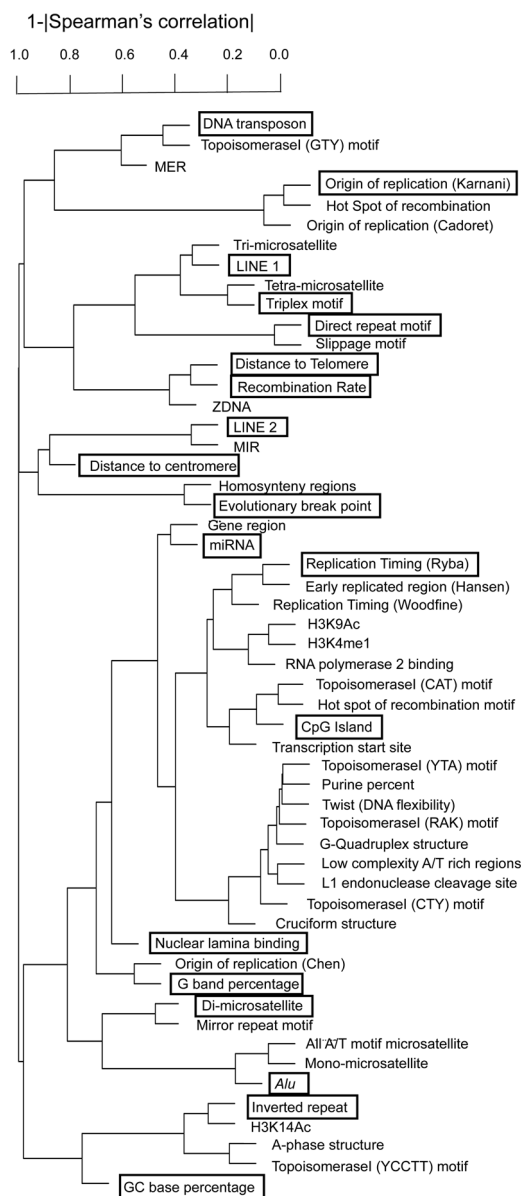 1-|Spearman's correlation|
1.0 0.8 0.6 0.4 0.2 0.0
DNA transposon
TopoisomeraseI (GTY) motif
MER
Origin of replication (Karnani)
Hot Spot of recombination
Origin of replication (Cadoret)
Tri-microsatellite
LINE 1
Tetra-microsatellite
Triplex motif
Direct repeat motif
Slippage motif
Distance to Telomere
Recombination Rate
ZDNA
LINE 2
MIR
Distance to centromere
Homosynteny regions
Evolutionary break point
Gene region
miRNA
Replication Timing (Ryba)
Early replicated region (Hansen)
Replication Timing (Woodfine)
H3K9Ac
H3K4me1
RNA polymerase 2 binding
TopoisomeraseI (CAT) motif
Hot spot of recombination motif
CpG Island
Transcription start site
TopoisomeraseI (YTA) motif
Purine percent
Twist (DNA flexibility)
TopoisomeraseI (RAK) motif
G-Quadruplex structure
Low complexity A/T rich regions
L1 endonuclease cleavage site
TopoisomeraseI (CTY) motif
Cruciform structure
Nuclear lamina binding
Origin of replication (Chen)
G band percentage
Di-microsatellite
Mirror repeat motif
All A/T motif microsatellite
Mono-microsatellite
Alu
Inverted repeat
H3K14Ac
A-phase structure
TopoisomeraseI (YCCTT) motif
GC base percentage